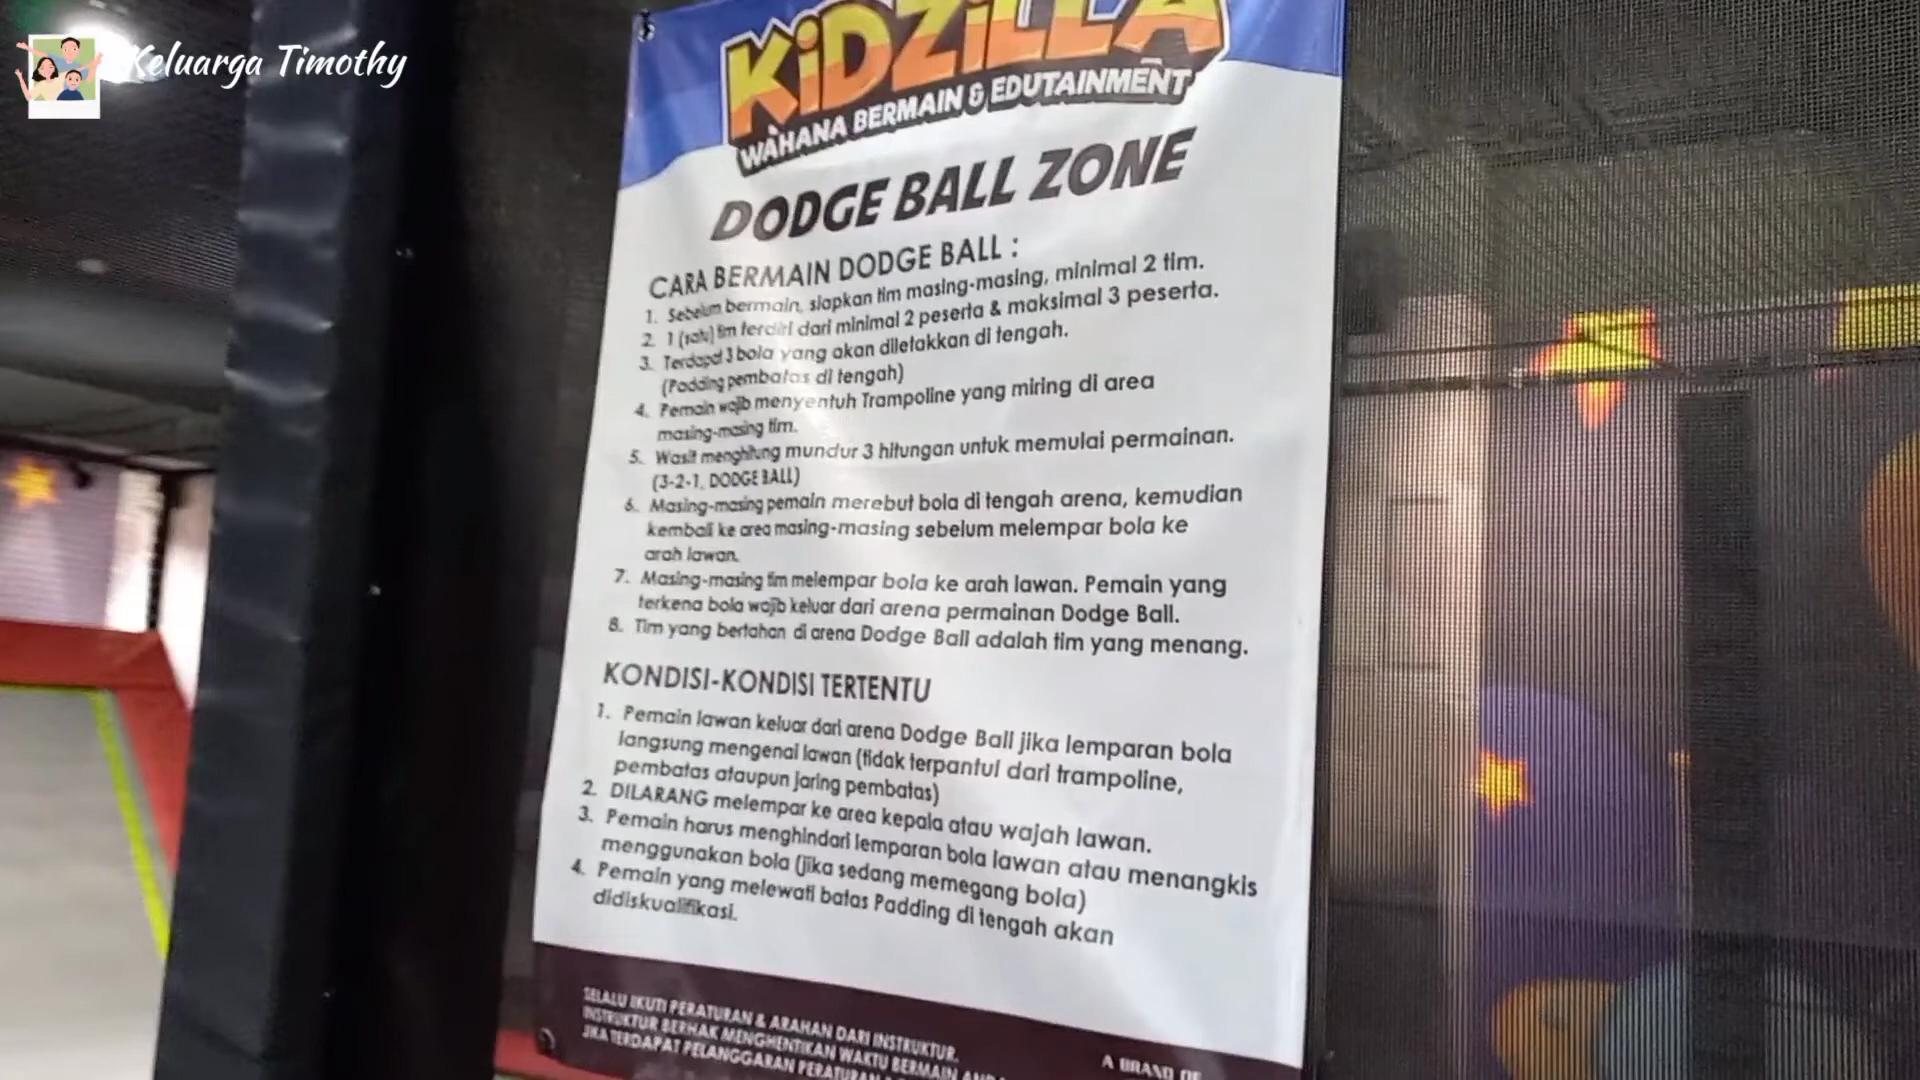 Keluarga Timothy
KiDZiLLA
WAHANA BERMAIN & EDUTAINMENT
DODGE BALL ZONE
CARA BERMAIN DODGE BALL :
1. Sebelum bermain, siapkan tim masing-masing, minimal 2 tim.
2. 1 (satu) tim terdiri dari minimal 2 peserta & maksimal 3 peserta.
3. Terdapat 3 bola yang akan diletakkan di tengah.
(Padding pembatas di tengah)
4. Pemain wajib menyentuh Trampoline yang miring di area
masing-masing tim.
5. Wasit menghitung mundur 3 hitungan untuk memulai permainan.
(3-2-1, DODGE BALL)
6. Masing-masing pemain merebut bola di tengah arena, kemudian
kembali ke area masing-masing sebelum melempar bola ke
arah lawan.
7. Masing-masing tim melempar bola ke arah lawan. Pemain yang
terkena bola wajib keluar dari arena permainan Dodge Ball.
8. Tim yang bertahan di arena Dodge Ball adalah tim yang menang.
KONDISI-KONDISI TERTENTU
1. Pemain lawan keluar dari arena Dodge Ball jika lemparan bola
langsung mengenai lawan (tidak terpantul dari trampoline,
pembatas ataupun jaring pembatas)
2. DILARANG melempar ke area kepala atau wajah lawan.
3. Pemain harus menghindari lemparan bola lawan atau menangkis
menggunakan bola (jika sedang memegang bola)
4. Pemain yang melewati batas Padding di tengah akan
didiskualifikasi.
SELALU IKUTI PERATURAN & ARAHAN DARI INSTRUKTUR.
INSTRUKTUR BERHAK MENGHENTIKAN WAKTU BERMAIN
JIKA TERDAPAT PELANGGARAN PERATURAN
A BRAND OF